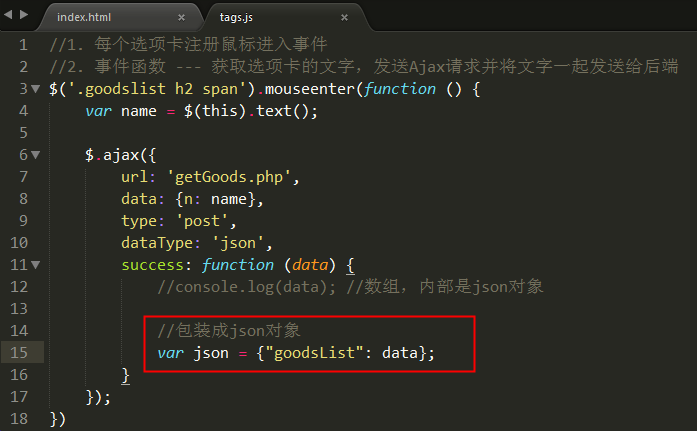 index.html × tags.js ×
1 //1. 每个选项卡注册鼠标进入事件
2 //2. 事件函数 --- 获取选项卡的文字，发送Ajax请求并将文字一起发送给后端
3 $('.goodslist h2 span').mouseenter(function () {
4 var name = $(this).text();
5
6 $.ajax({
7 url: 'getGoods.php',
8 data: {n: name},
9 type: 'post',
10 dataType: 'json',
11 success: function (data) {
12 //console.log(data); //数组，内部是json对象
13
14 //包装成json对象
15 var json = {"goodsList": data};
16 }
17 });
18 })